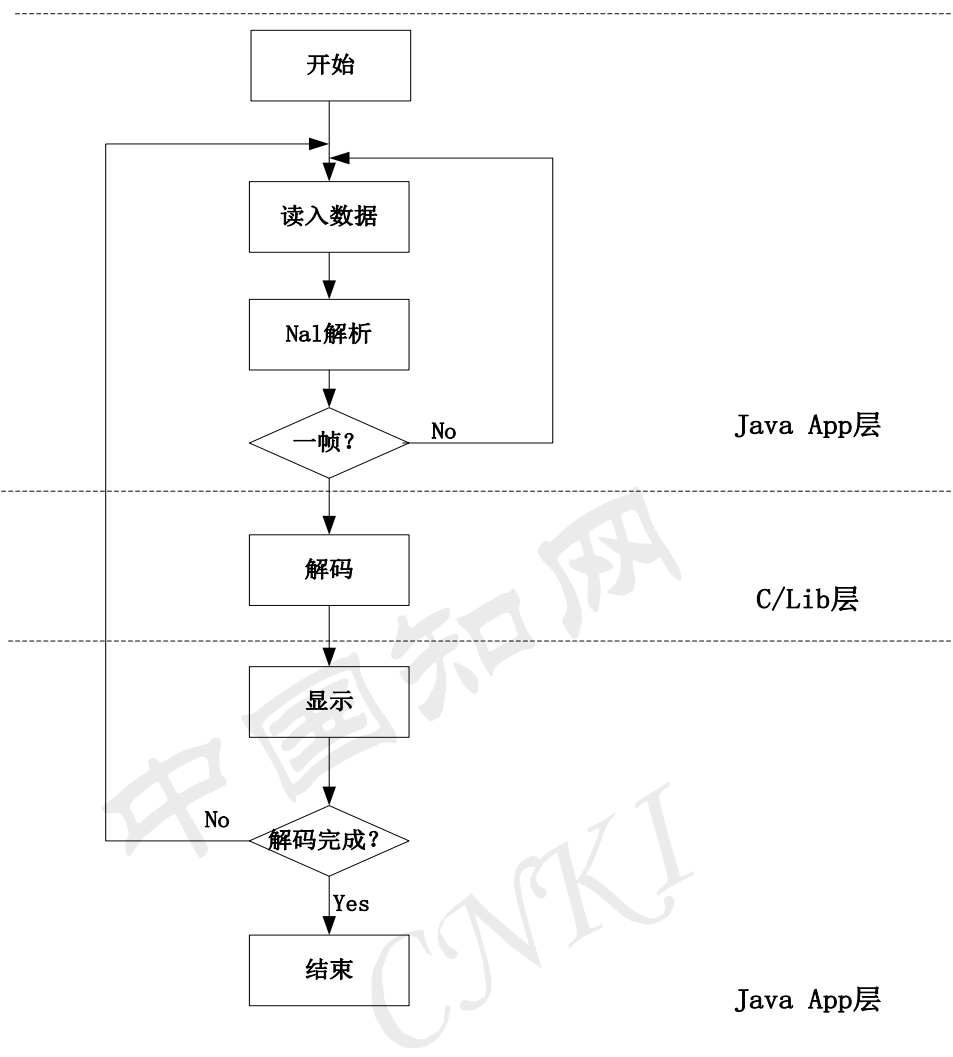 开始
读入数据
Nal解析
一帧?
No
Java App层
解码
C/Lib层
显示
解码完成?
No
Yes
结束
Java App层
中国知网
CNKI